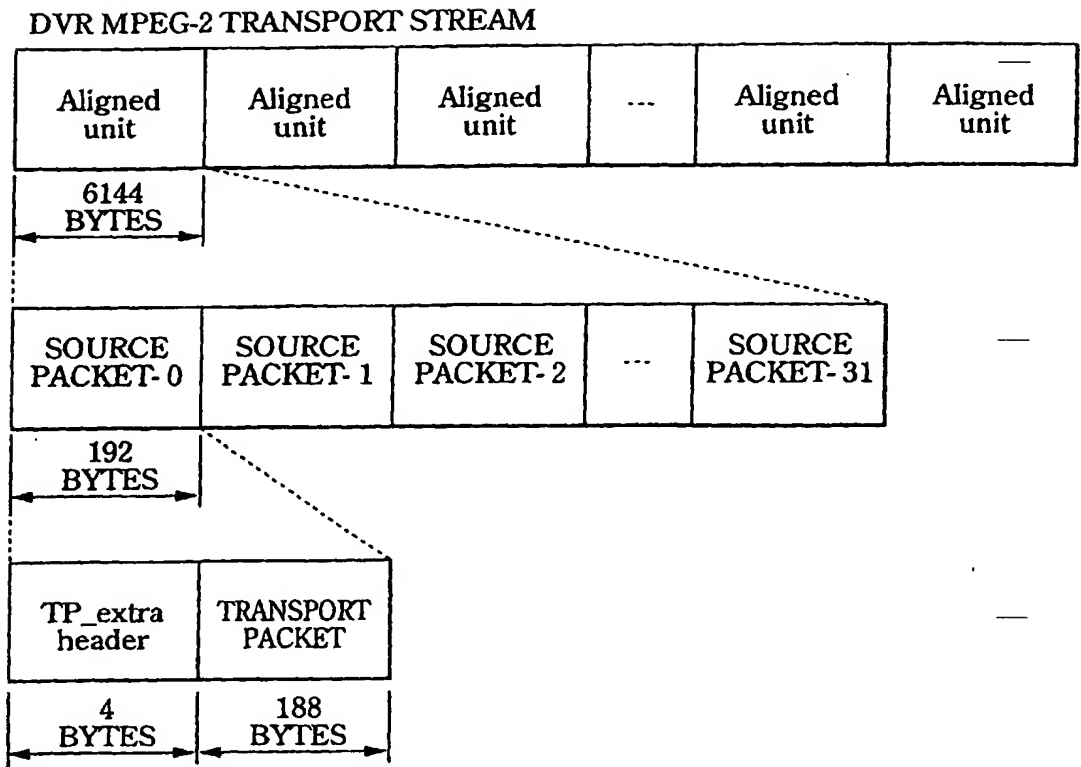 DVR MPEG-2 TRANSPORT STREAM
Aligned
unit
Aligned
unit
Aligned
unit
---
Aligned
unit
Aligned
unit
6144
BYTES
SOURCE
PACKET- 0
SOURCE
PACKET- 1
SOURCE
PACKET- 2
---
SOURCE
PACKET- 31
192
BYTES
TP_extra
header
TRANSPORT
PACKET
4
BYTES
188
BYTES